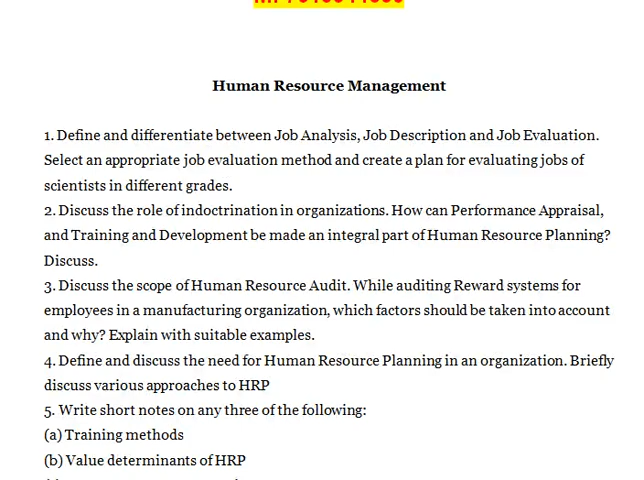 Human Resource Management
1. Define and differentiate between Job Analysis, Job Description and Job Evaluation.
Select an appropriate job evaluation method and create a plan for evaluating jobs of
scientists in different grades.
2. Discuss the role of indoctrination in organizations. How can Performance Appraisal,
and Training and Development be made an integral part of Human Resource Planning?
Discuss.
3. Discuss the scope of Human Resource Audit. While auditing Reward systems for
employees in a manufacturing organization, which factors should be taken into account
and why? Explain with suitable examples.
4. Define and discuss the need for Human Resource Planning in an organization. Briefly
discuss various approaches to HRP
5. Write short notes on any three of the following:
(a) Training methods
(b) Value determinants of HRP